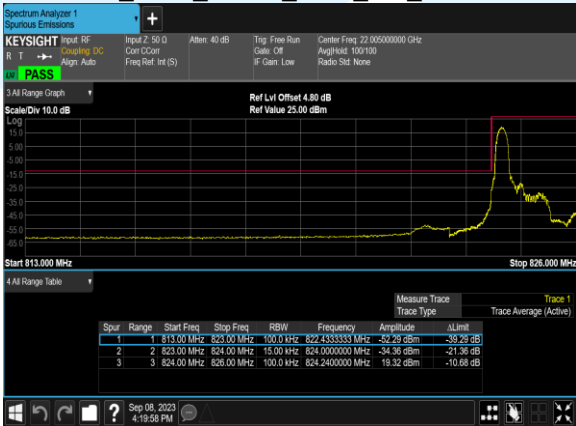 Spectrum Analyzer 1
Spurious Emissions
+
KEYSIGHT Input: RF Input Z: 50 Ω Atten: 40 dB Trig: Free Run Center Freq: 22.005000000 GHz
R T Coupling: DC Corr CCorr Gate: Off Avg|Hold: 100/100
Align: Auto Freq Ref: Int (S) IF Gain: Low Radio Std: None
PASS
3 All Range Graph
Ref Lvl Offset 4.80 dB
Scale/Div 10.0 dB Ref Value 25.00 dBm
Log
15.0
5.00
-5.00
-15.0
-25.0
-35.0
-45.0
-55.0
-65.0
Start 813.000 MHz Stop 826.000 MHz
4 All Range Table
Measure Trace Trace 1
Trace Type Trace Average (Active)
Spur Range Start Freq Stop Freq RBW Frequency Amplitude ΔLimit
1 1 813.00 MHz 823.00 MHz 100.0 kHz 822.4333333 MHz -52.29 dBm -39.29 dB
2 2 823.00 MHz 824.00 MHz 15.00 kHz 824.0000000 MHz -34.36 dBm -21.36 dB
3 3 824.00 MHz 826.00 MHz 100.0 kHz 824.2400000 MHz 19.32 dBm -10.68 dB
? Sep 08, 2023
4:19:58 PM